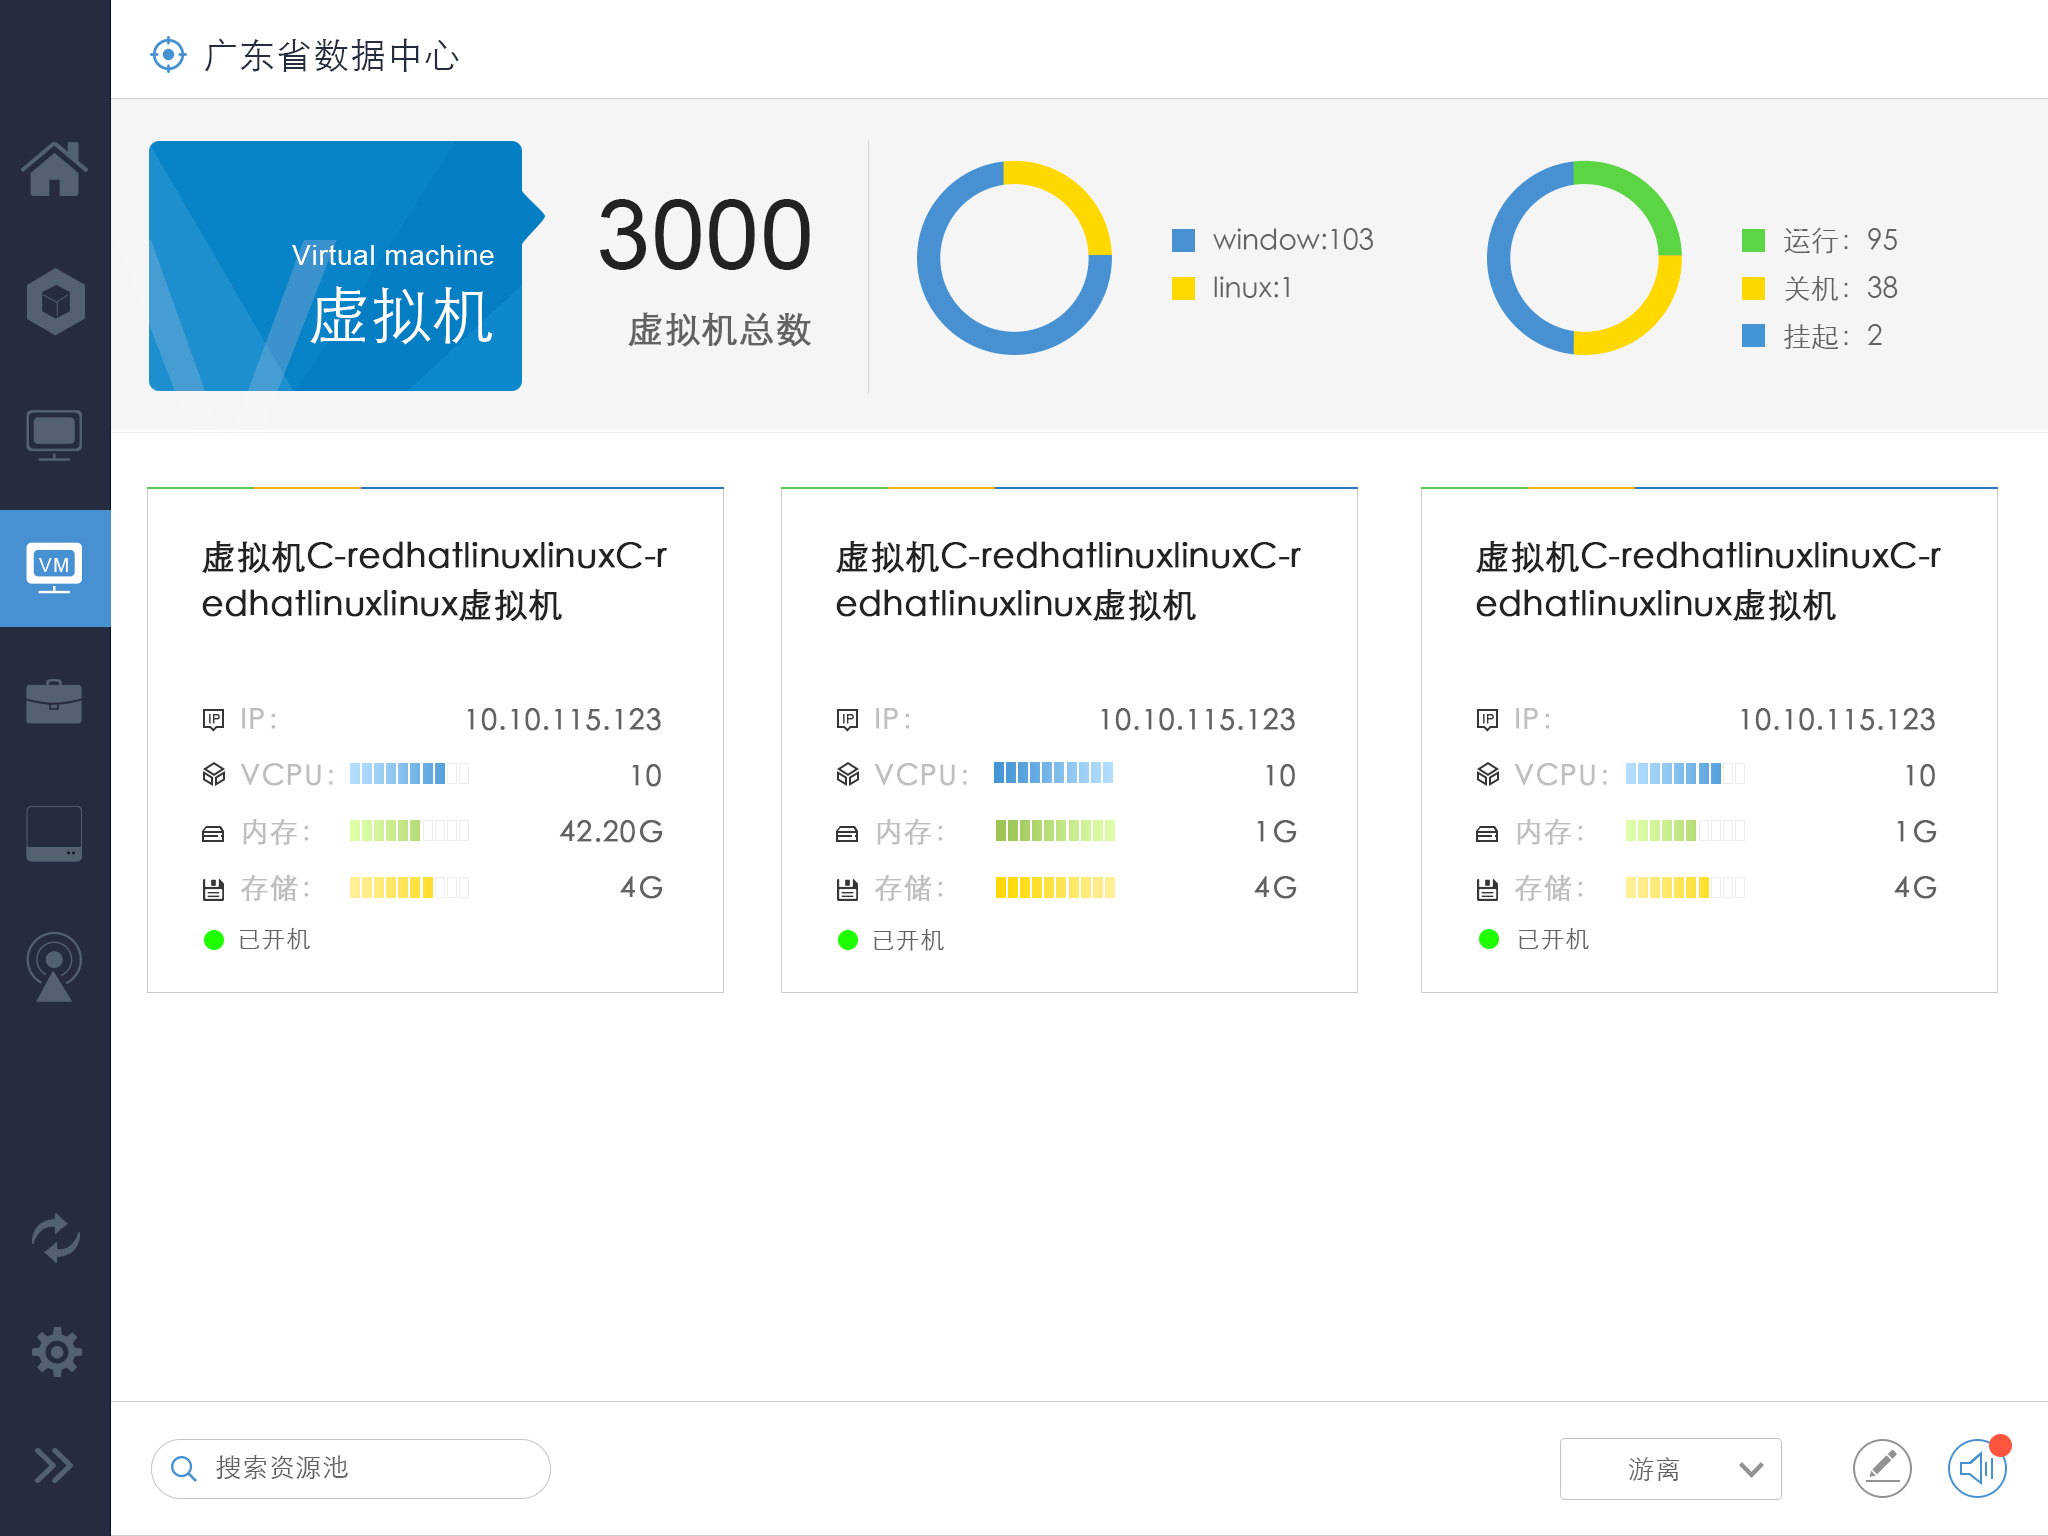 广东省数据中心
Virtual machine
虚拟机
3000
虚拟机总数
window:103
linux:1
运行：95
关机：38
挂起：2
VM
虚拟机C-redhatlinuxlinuxC-r
edhatlinuxlinux虚拟机
IP IP： 10.10.115.123
VCPU： 10
内存： 42.20G
存储： 4G
已开机
虚拟机C-redhatlinuxlinuxC-r
edhatlinuxlinux虚拟机
IP IP： 10.10.115.123
VCPU： 10
内存： 1G
存储： 4G
已开机
虚拟机C-redhatlinuxlinuxC-r
edhatlinuxlinux虚拟机
IP IP： 10.10.115.123
VCPU： 10
内存： 1G
存储： 4G
已开机
搜索资源池
游离